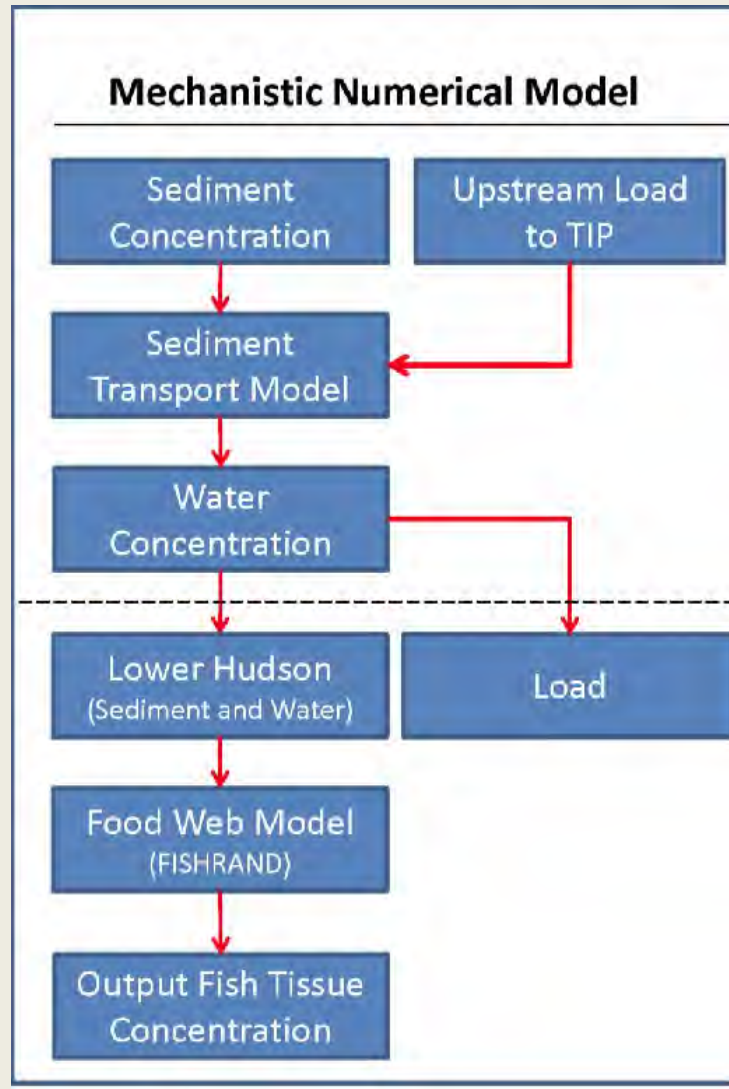 Mechanistic Numerical Model
Sediment
Concentration
Upstream Load
to TIP
Sediment
Transport Model
Water
Concentration
Lower Hudson
(Sediment and Water)
Load
Food Web Model
(FISHRAND)
Output Fish Tissue
Concentration